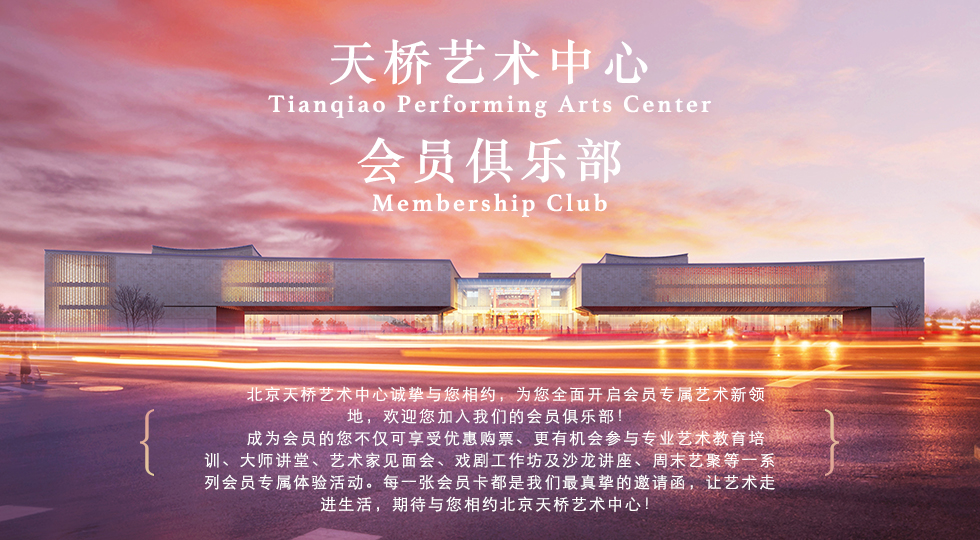 天桥艺术中心
Tianqiao Performing Arts Center
会员俱乐部
Membership Club
北京天桥艺术中心诚挚与您相约，为您全面开启会员专属艺术新领
地，欢迎您加入我们的会员俱乐部！
成为会员的您不仅可享受优惠购票、更有机会参与专业艺术教育培
训、大师讲堂、艺术家见面会、戏剧工作坊及沙龙讲座、周末艺聚等一系
列会员专属体验活动。每一张会员卡都是我们最真挚的邀请函，让艺术走
进生活，期待与您相约北京天桥艺术中心！